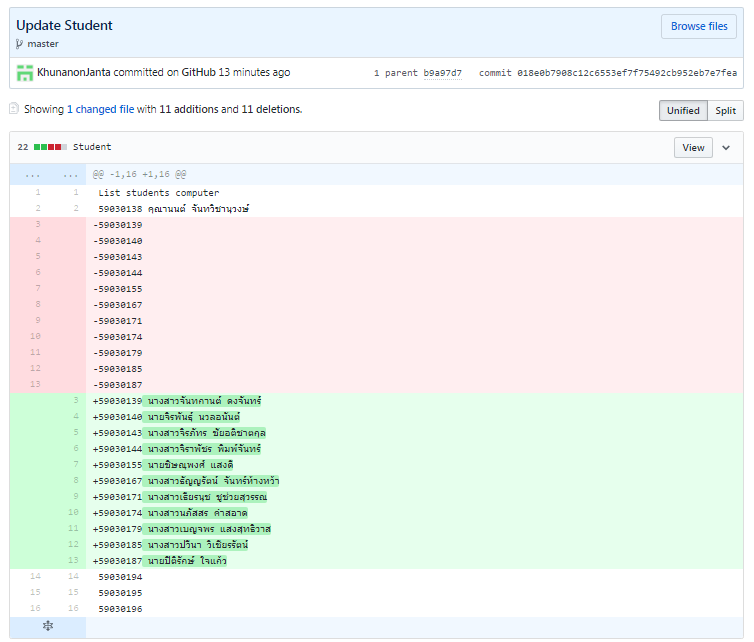 Update Student
Browse files
master
KhunanonJanta committed on GitHub 13 minutes ago
1 parent b9a97d7 commit 018e0b7908c12c6553ef7f75492cb952eb7e7fea
Showing 1 changed file with 11 additions and 11 deletions.
Unified Split
22 Student View
... ... @@ -1,16 +1,16 @@
1 1 List students computer
2 2 59030138 คุณานนต์ จันทวิชานุวงษ์
3 -59030139
4 -59030140
5 -59030143
6 -59030144
7 -59030155
8 -59030167
9 -59030171
10 -59030174
11 -59030179
12 -59030185
13 -59030187
3 +59030139 นางสาวจันทกานต์ ดงจันทร์
4 +59030140 นายจิรพันธุ์ นวลอนันต์
5 +59030143 นางสาวจิรภัทร ชัยอติชาตกุล
6 +59030144 นางสาวจิราพัชร พิมพ์จันทร์
7 +59030155 นายชิษณุพงศ์ แสงดี
8 +59030167 นางสาวธัญญรัตน์ จันทร์ห้างหว้า
9 +59030171 นางสาวเธียรนุช ชูช่วยสุวรรณ
10 +59030174 นางสาวนภัสสร คำสอาด
11 +59030179 นางสาวเบญจพร แสงสุทธิวาส
12 +59030185 นางสาวปวีนา วิเชียรรัตน์
13 +59030187 นายปิติรักษ์ ใจแก้ว
14 14 59030194
15 15 59030195
16 16 59030196